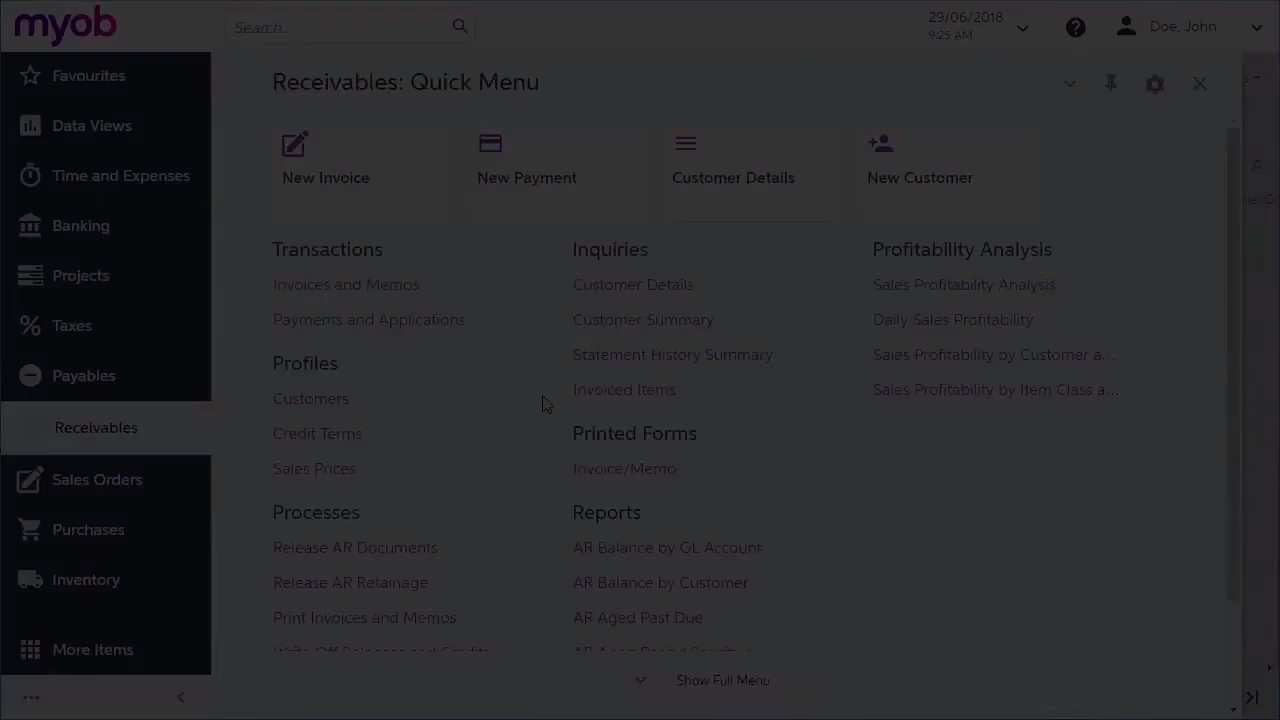 myob
Search...
29/06/2018
9:25 AM
Doe, John
Favourites
Data Views
Time and Expenses
Banking
Projects
Taxes
Payables
Receivables
Sales Orders
Purchases
Inventory
More Items
Receivables: Quick Menu
New Invoice
New Payment
Customer Details
New Customer
Transactions
Invoices and Memos
Payments and Applications
Profiles
Customers
Credit Terms
Sales Prices
Processes
Release AR Documents
Release AR Retainage
Print Invoices and Memos
Inquiries
Customer Details
Customer Summary
Statement History Summary
Invoiced Items
Printed Forms
Invoice/Memo
Reports
AR Balance by GL Account
AR Balance by Customer
AR Aged Past Due
Profitability Analysis
Sales Profitability Analysis
Daily Sales Profitability
Sales Profitability by Customer a...
Sales Profitability by Item Class a...
Show Full Menu